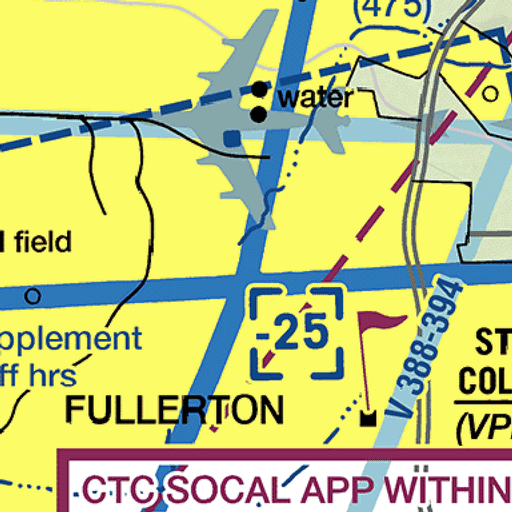 (475)
water
l field
-25
pplement
ff hrs
V 388-394
ST
COL
(VP
FULLERTON
CTC SOCAL APP WITHIN